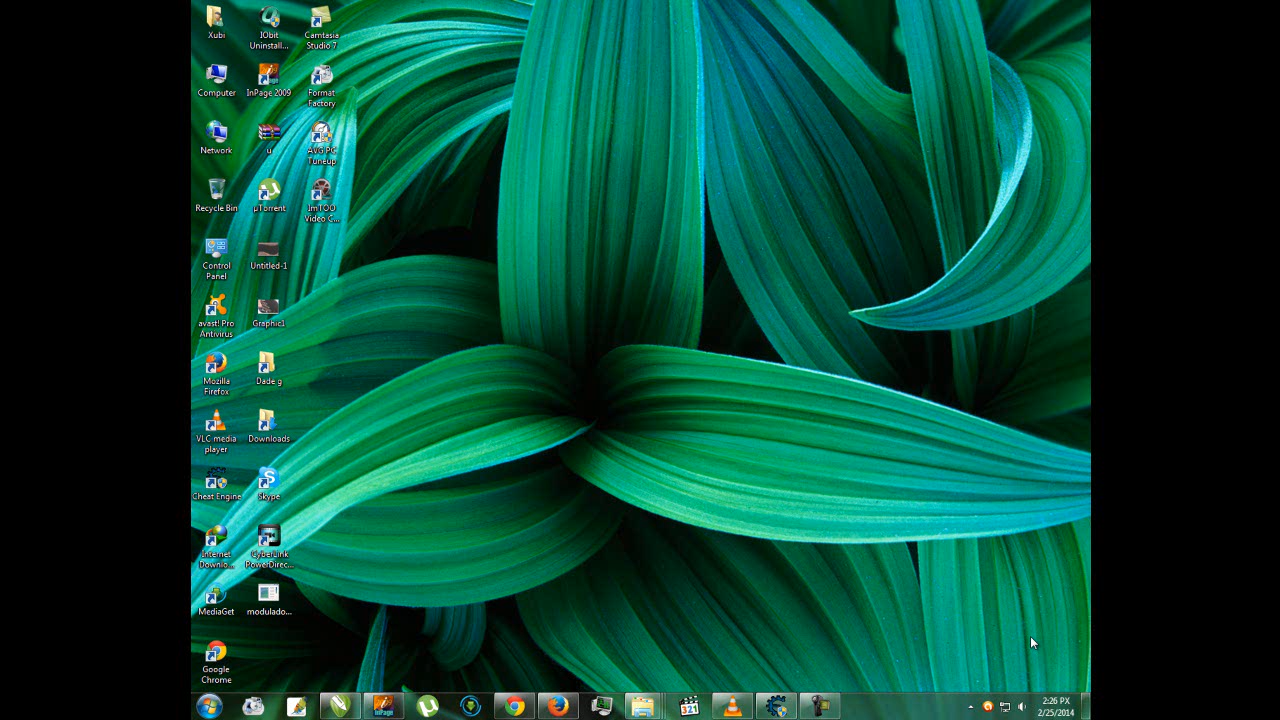 Xubi
IObit
Uninstall...
Camtasia
Studio 7
Computer
InPage 2009
Format
Factory
Network
u
AVG PC
Tuneup
Recycle Bin
µTorrent
ImTOO
Video C...
Control
Panel
Untitled-1
avast! Pro
Antivirus
Graphic1
Mozilla
Firefox
Dade g
VLC media
player
Downloads
Cheat Engine
Skype
Internet
Downlo...
CyberLink
PowerDirec...
MediaGet
modulado...
Google
Chrome
InPage
321
2:26 PX
2/25/2014